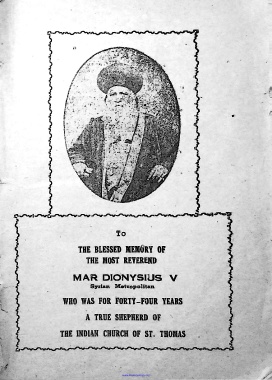 To
THE BLESSED MEMORY OF
THE MOST REVEREND
MAR DIONYSIUS V
Syrian Metropolitan
WHO WAS FOR FORTY-FOUR YEARS
A TRUE SHEPHERD OF
THE INDIAN CHURCH OF ST. THOMAS